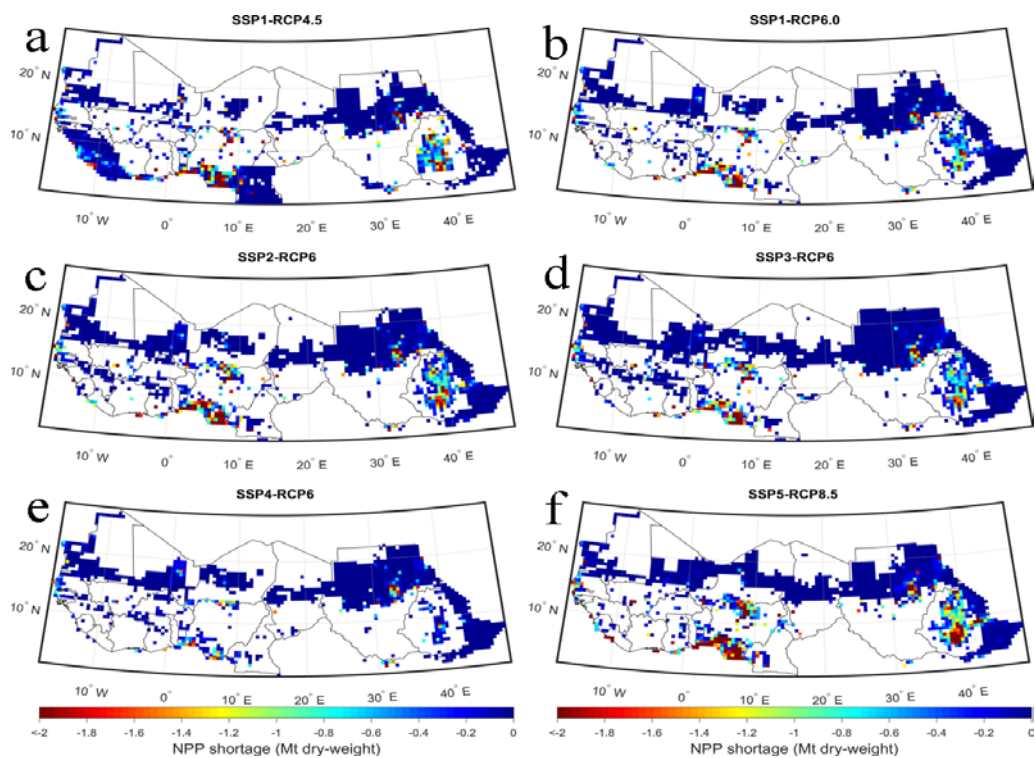 SSP1-RCP4.5
a
20° N
10° N
10° W
0°
10° E
20° E
30° E
40° E
SSP1-RCP6.0
b
20° N
10° N
10° W
0°
10° E
20° E
30° E
40° E
SSP2-RCP6
c
20° N
10° N
10° W
0°
10° E
20° E
30° E
40° E
SSP3-RCP6
d
20° N
10° N
10° W
0°
10° E
20° E
30° E
40° E
SSP4-RCP6
e
20° N
10° N
10° W
0°
10° E
20° E
30° E
40° E
SSP5-RCP8.5
f
20° N
10° N
10° W
0°
10° E
20° E
30° E
40° E
<-2 -1.8 -1.6 -1.4 -1.2 -1 -0.8 -0.6 -0.4 -0.2 0
NPP shortage (Mt dry-weight)
<-2 -1.8 -1.6 -1.4 -1.2 -1 -0.8 -0.6 -0.4 -0.2 0
NPP shortage (Mt dry-weight)